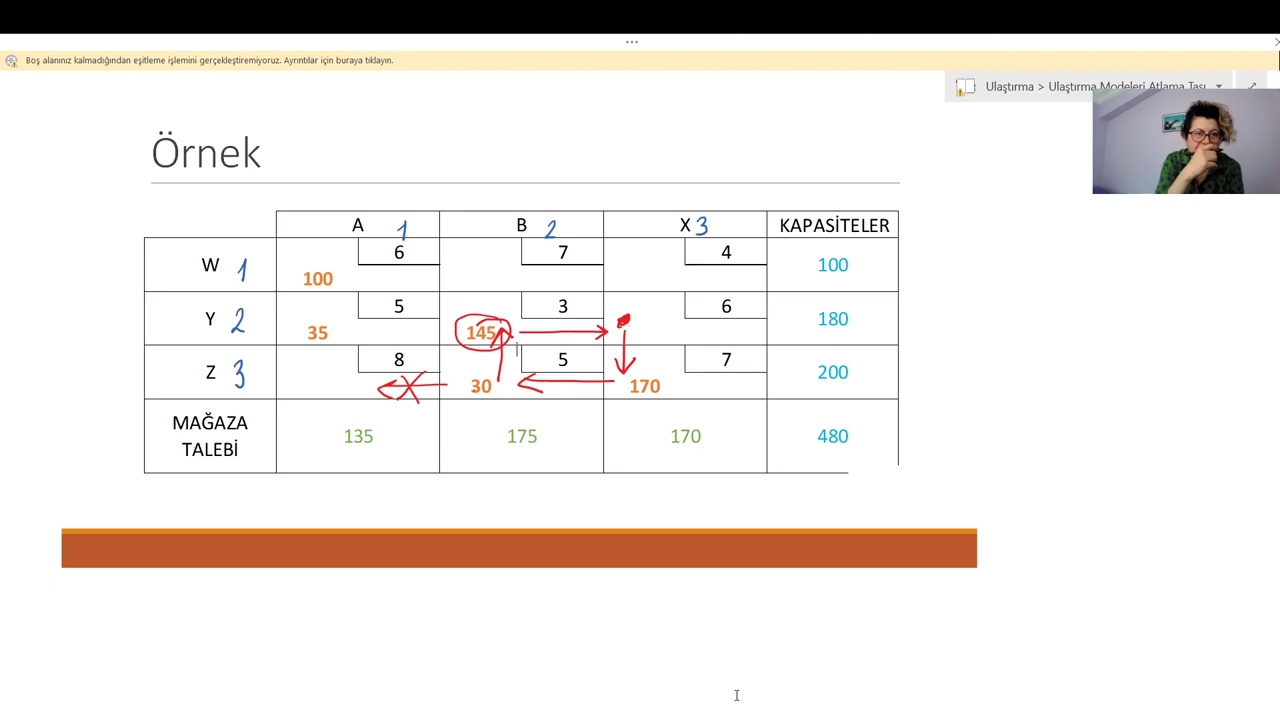 Boş alanınız kalmadığından eşitleme işlemini gerçekleştiremiyoruz. Ayrıntılar için buraya tıklayın.
Ulaştırma > Ulaştırma Modeleri Atlama Taşı
Örnek
A 1 B 2 X 3 KAPASİTELER
W 1 6 100 7 4 100
Y 2 5 35 3 145 6 180
Z 3 8 5 30 7 170 200
MAĞAZA TALEBİ 135 175 170 480